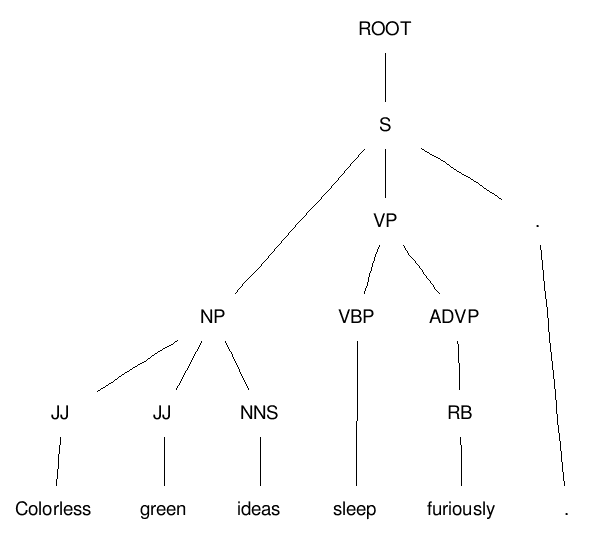 ROOT
S
VP .
NP VBP ADVP
JJ JJ NNS RB
Colorless green ideas sleep furiously .